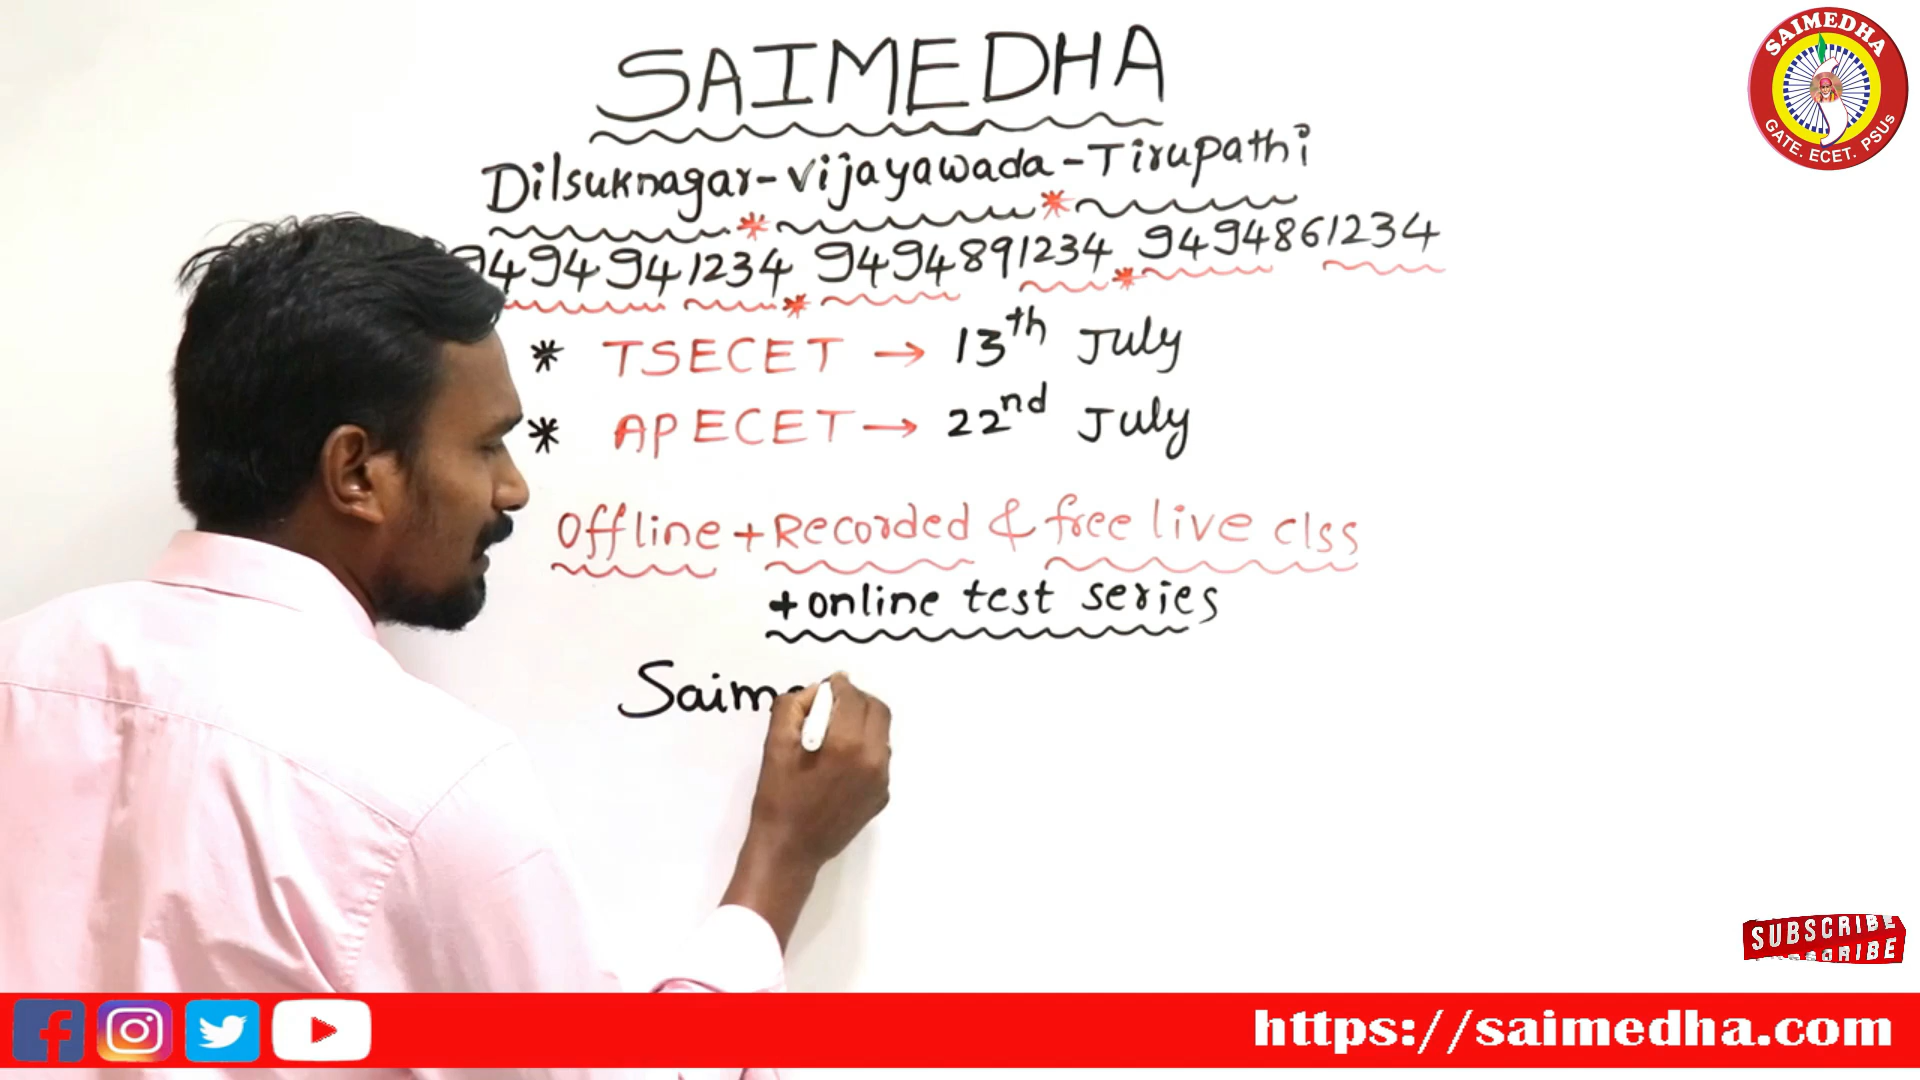 SAIMEDHA
SAIMEDHA
GATE. ECET. PSUs
Dilsuknagar-Vijayawada-Tirupathi
9494941234 9494891234 9494861234
* TSECET → 13th July
* APECET → 22nd July
Offline + Recorded & free live clss
+online test series
Saim
SUBSCRIBE
https://saimedha.com